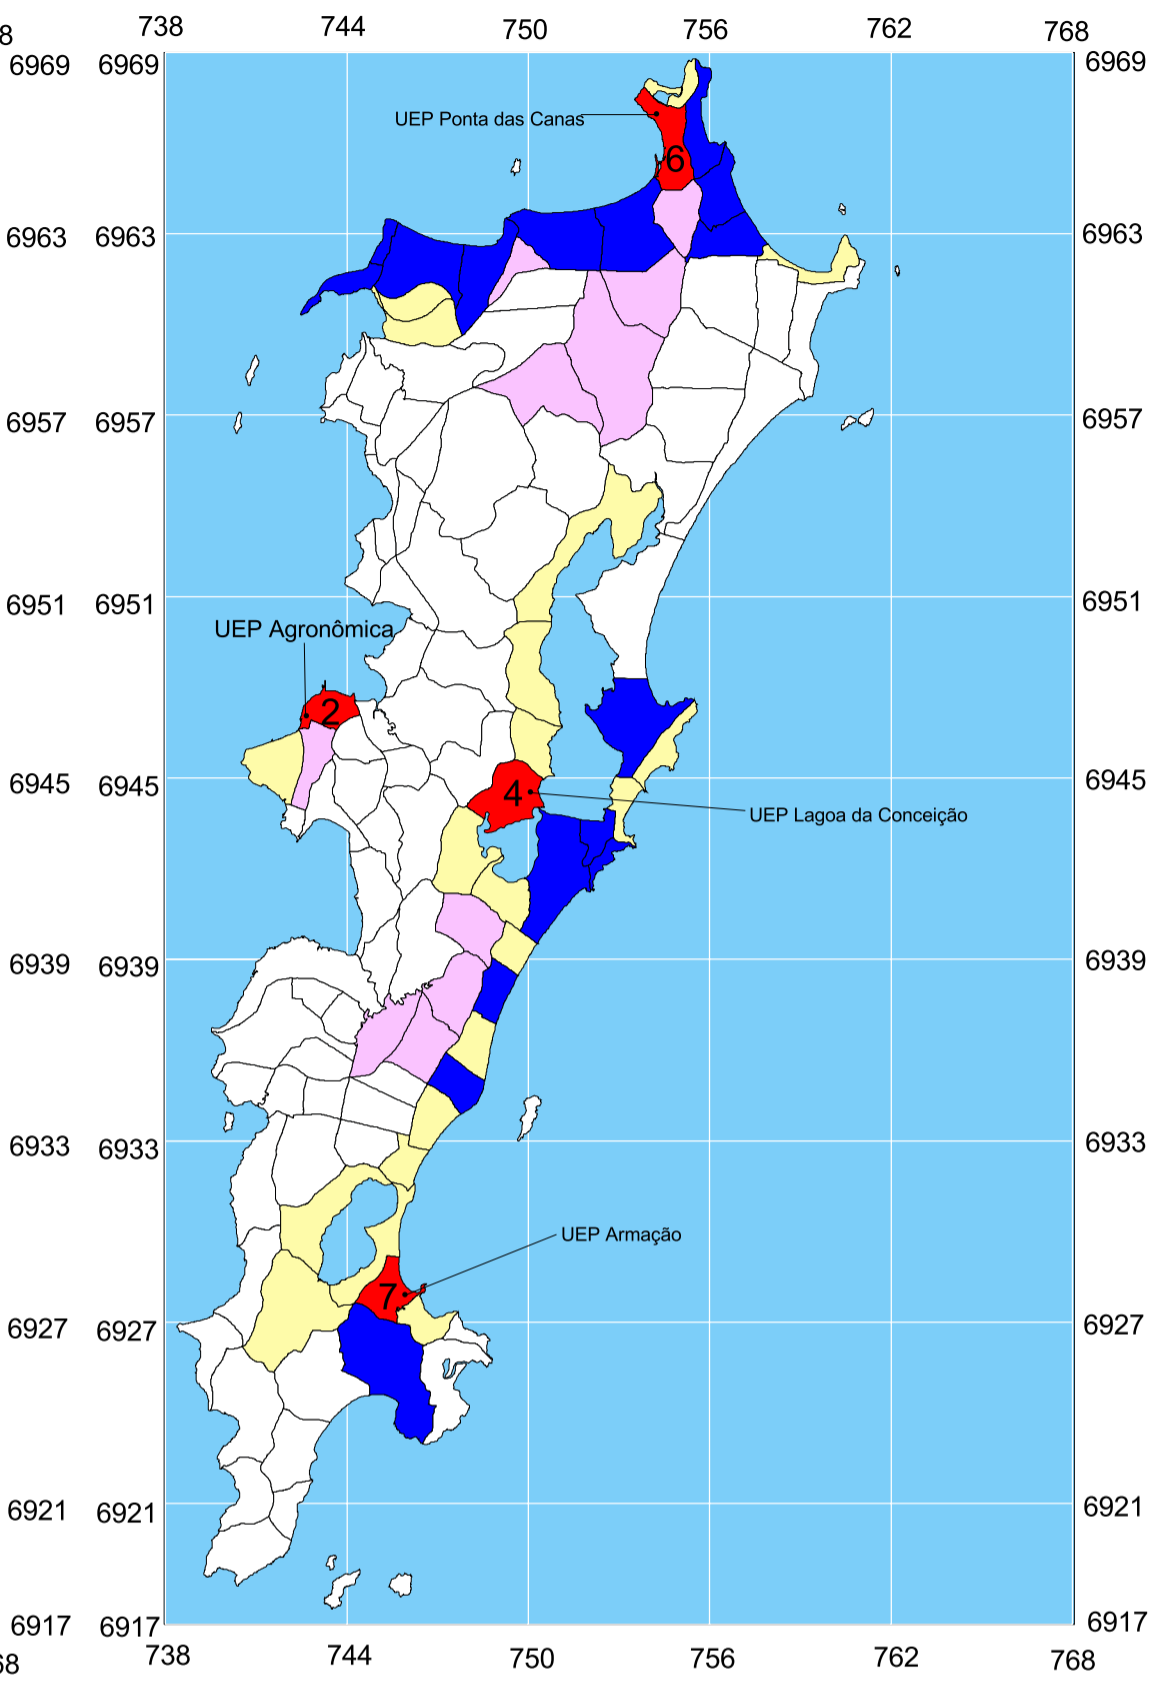 738 744 750 756 762 768
8
6969 6969 6969
UEP Ponta das Canas
6
6963 6963 6963
6957 6957 6957
6951 6951 6951
UEP Agronômica
2
6945 6945 6945
4
UEP Lagoa da Conceição
6939 6939 6939
6933 6933 6933
UEP Armação
7
6927 6927 6927
6921 6921 6921
6917 6917 6917
68 738 744 750 756 762 768